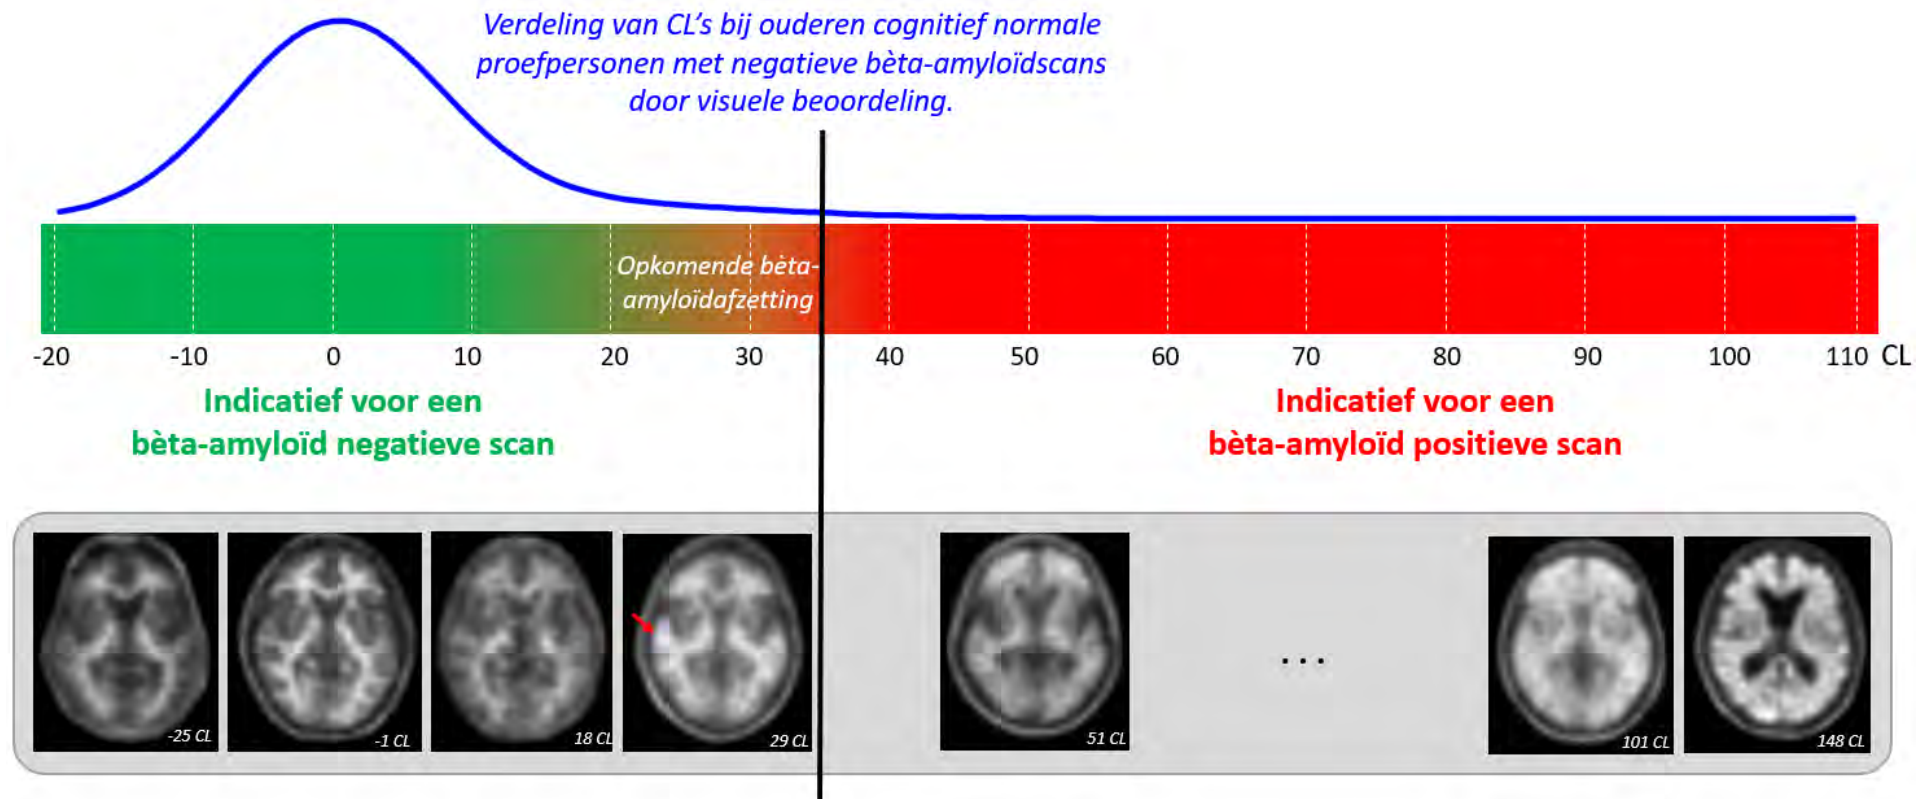 Verdeling van CL’s bij ouderen cognitief normale
proefpersonen met negatieve bèta-amyloïdscans
door visuele beoordeling.
Opkomende bèta-
amyloïdafzetting
-20 -10 0 10 20 30 40 50 60 70 80 90 100 110 CL
Indicatief voor een
bèta-amyloïd negatieve scan
Indicatief voor een
bèta-amyloïd positieve scan
-25 CL -1 CL 18 CL 29 CL 51 CL ... 101 CL 148 CL